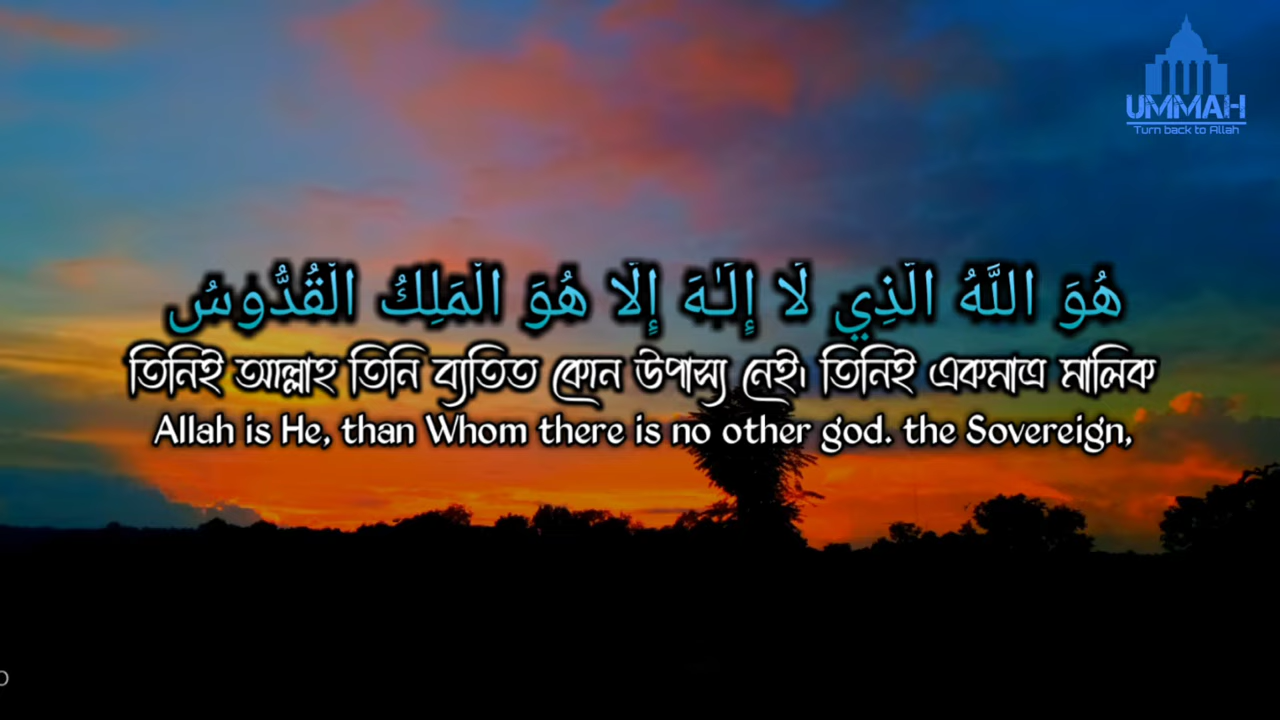 UMMAH
Turn back to Allah
هُوَ اللَّهُ الَّذِي لَا إِلَـٰهَ إِلَّا هُوَ الْمَلِكُ الْقُدُّوسُ
তিনিই আল্লাহ তিনি ব্যতিত কোন উপাস্য নেই। তিনিই একমাত্র মালিক
Allah is He, than Whom there is no other god. the Sovereign,